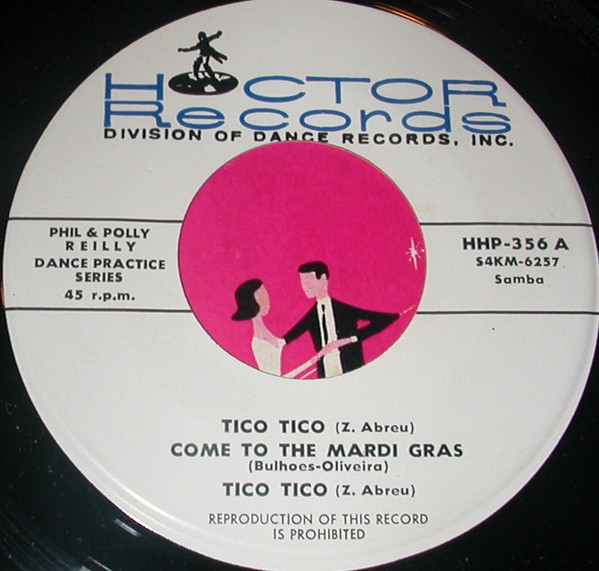 HOCTOR
Records
DIVISION OF DANCE RECORDS, INC.
PHIL & POLLY
REILLY
DANCE PRACTICE
SERIES
45 r.p.m.
HHP-356 A
S4KM-6257
Samba
TICO TICO (Z. Abreu)
COME TO THE MARDI GRAS
(Bulhoes-Oliveira)
TICO TICO (Z. Abreu)
REPRODUCTION OF THIS RECORD
IS PROHIBITED